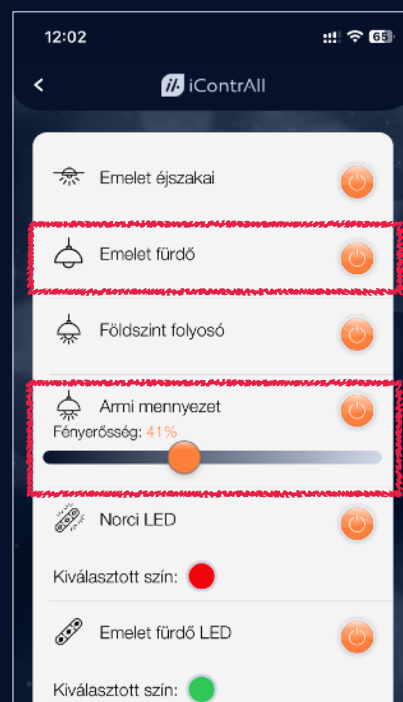 12:02
65
iContrAll
Emelet éjszakai
Emelet fürdő
Földszint folyosó
Armi mennyezet
Fényerősség: 41%
Norci LED
Kiválasztott szín:
Emelet fürdő LED
Kiválasztott szín: